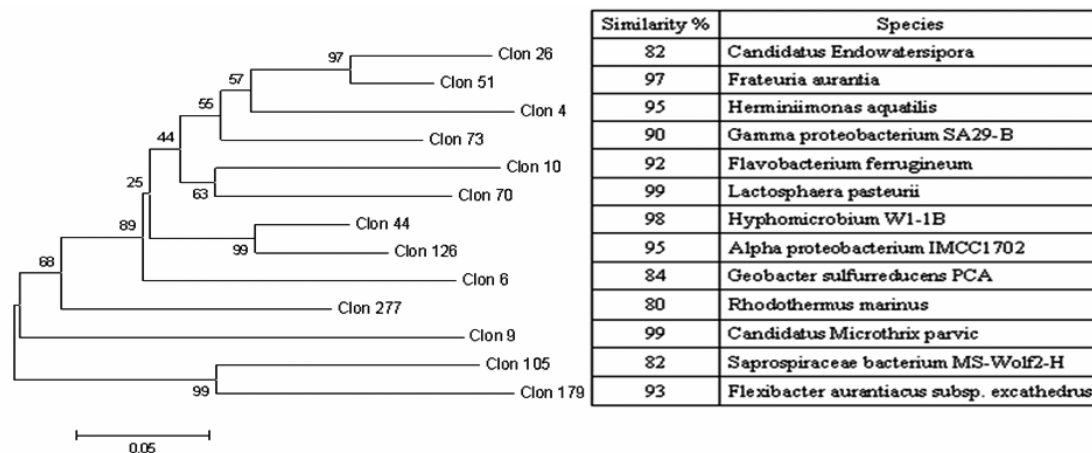 Similarity % Species
Clon 26 82 Candidatus Endowatersipora
97
Clon 51 97 Frateuria aurantia
57
Clon 4 95 Herminiimonas aquatilis
55
Clon 73 90 Gamma proteobacterium SA29-B
44
Clon 10 92 Flavobacterium ferrugineum
25
63 Clon 70 99 Lactosphaera pasteurii
Clon 44 98 Hyphomicrobium W1-1B
89
99 Clon 126 95 Alpha proteobacterium IMCC1702
68
Clon 6 84 Geobacter sulfurreducens PCA
Clon 277 80 Rhodothermus marinus
Clon 9 99 Candidatus Microthrix parvic
Clon 105 82 Saprospiraceae bacterium MS-Wolf2-H
99 Clon 179 93 Flexibacter aurantiacus subsp. excathedrus
0.05